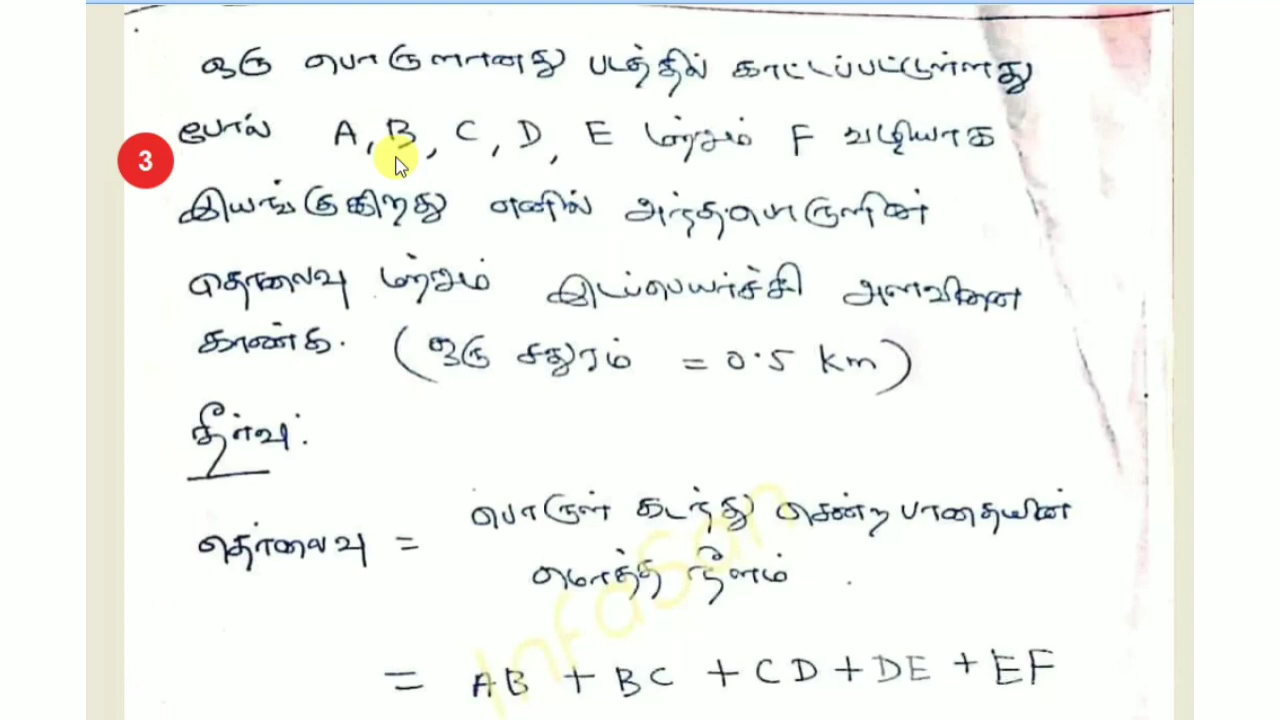 ஒரு பொருளானது படத்தில் காட்டப்பட்டுள்ளது
போல் A, B, C, D, E மற்றும் F வழியாக
3
இயங்குகிறது எனில் அந்த பொருளின்
தொலைவு மற்றும் இடப்பெயர்ச்சி அளவினை
காண்க. (ஒரு சதுரம் = 0.5 km)
தீர்வு:
பொருள் கடந்து சென்ற பாதையின்
தொலைவு =
மொத்த நீளம்
Infason
= AB + BC + CD + DE + EF